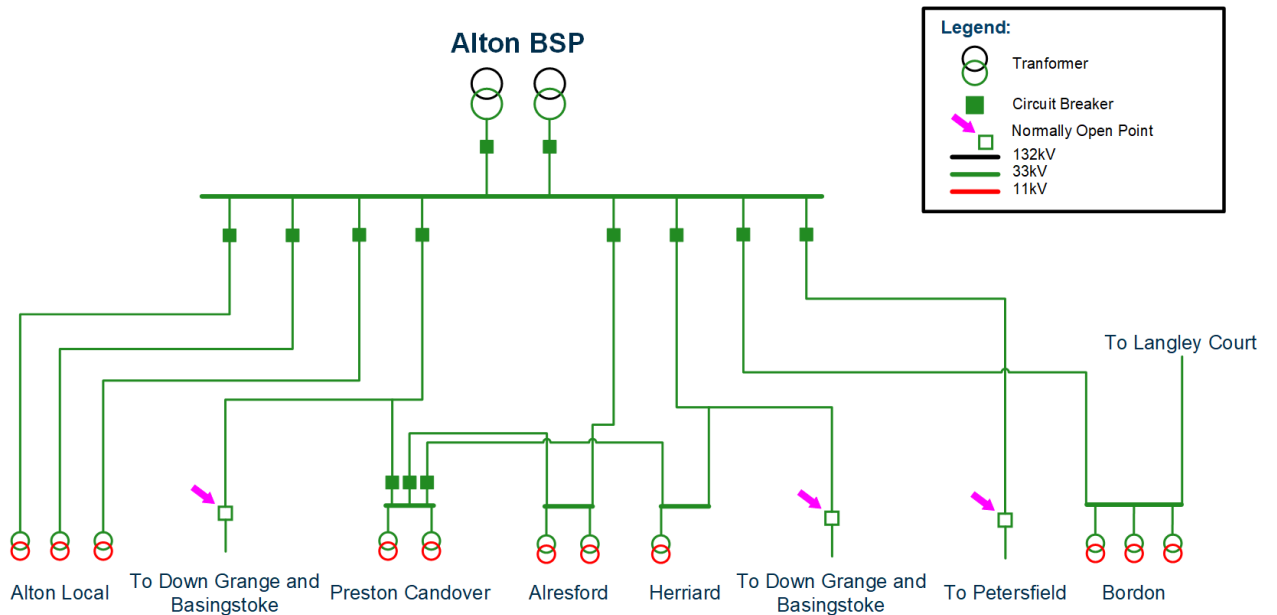 Alton BSP
Legend:
Tranformer
Circuit Breaker
Normally Open Point
132kV
33kV
11kV
To Langley Court
Alton Local
To Down Grange and
Basingstoke
Preston Candover
Alresford
Herriard
To Down Grange and
Basingstoke
To Petersfield
Bordon